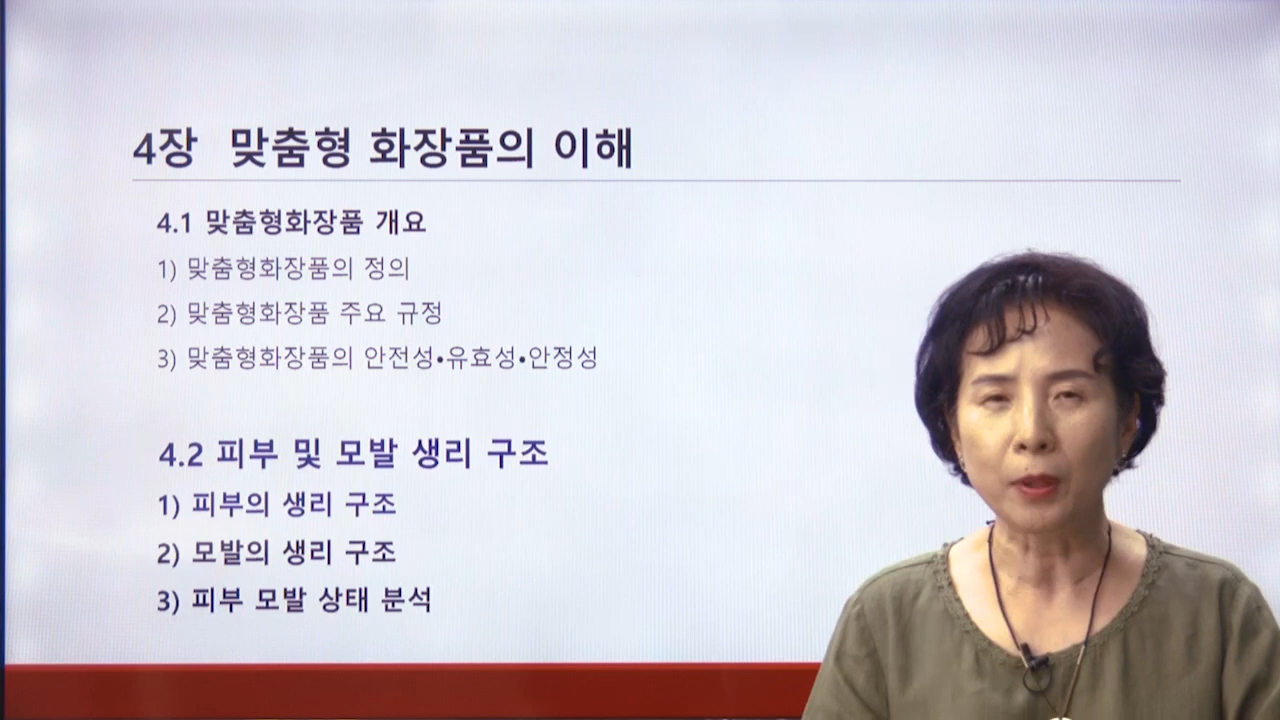 4장 맞춤형 화장품의 이해
4.1 맞춤형화장품 개요
1) 맞춤형화장품의 정의
2) 맞춤형화장품 주요 규정
3) 맞춤형화장품의 안전성•유효성•안정성
4.2 피부 및 모발 생리 구조
1) 피부의 생리 구조
2) 모발의 생리 구조
3) 피부 모발 상태 분석